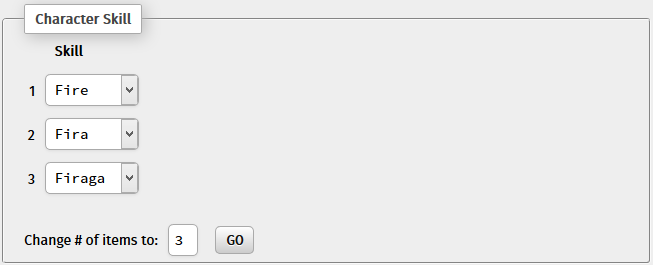 Character Skill
Skill
1 Fire
2 Fira
3 Firaga
Change # of items to: 3 GO